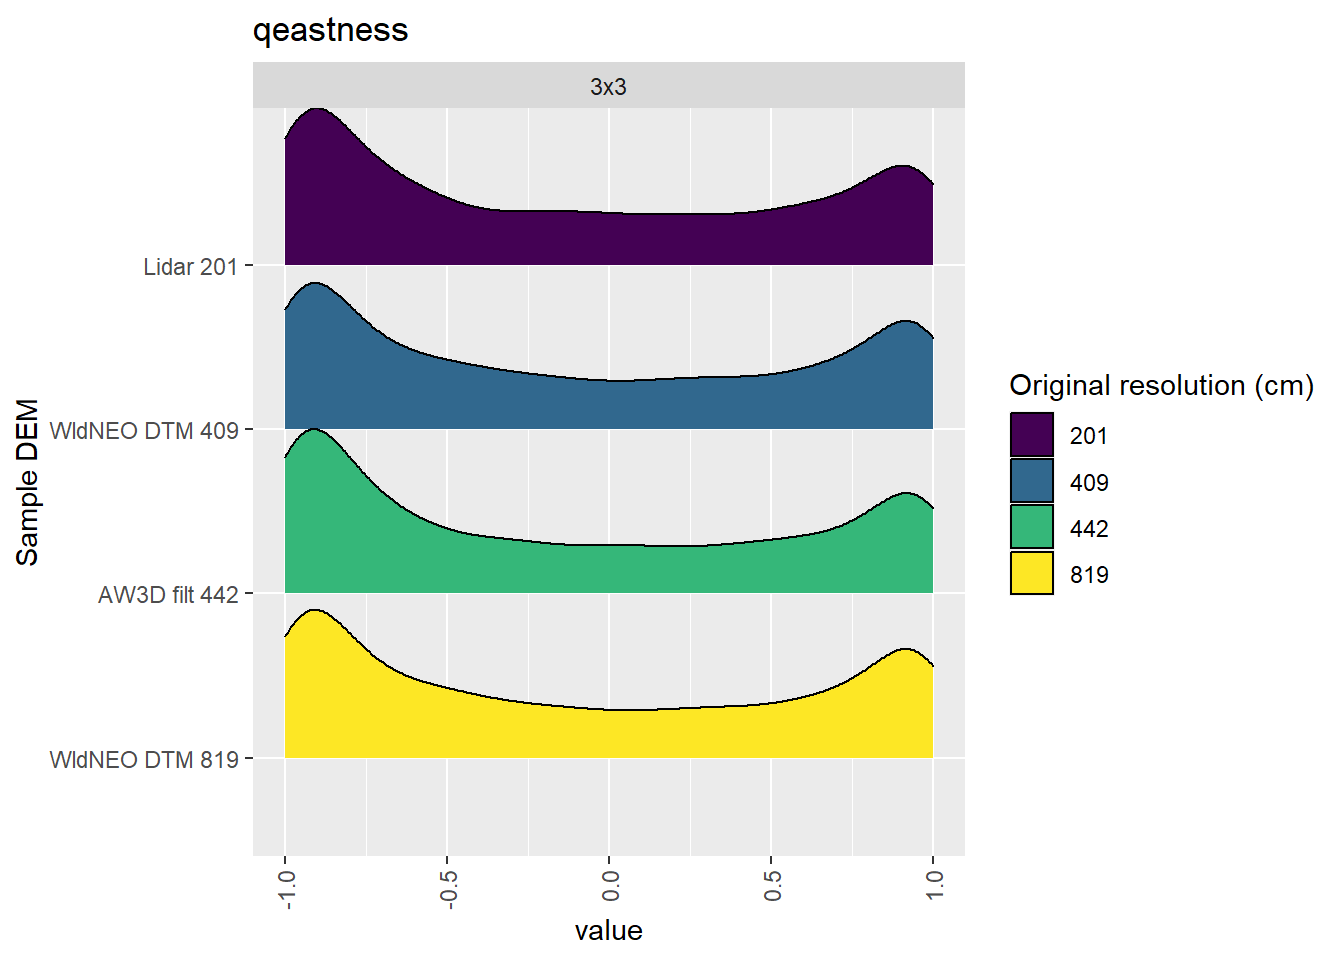 qeastness
3x3
Sample DEM
Lidar 201
WldNEO DTM 409
AW3D filt 442
WldNEO DTM 819
-1.0
-0.5
0.0
0.5
1.0
value
Original resolution (cm)
201
409
442
819